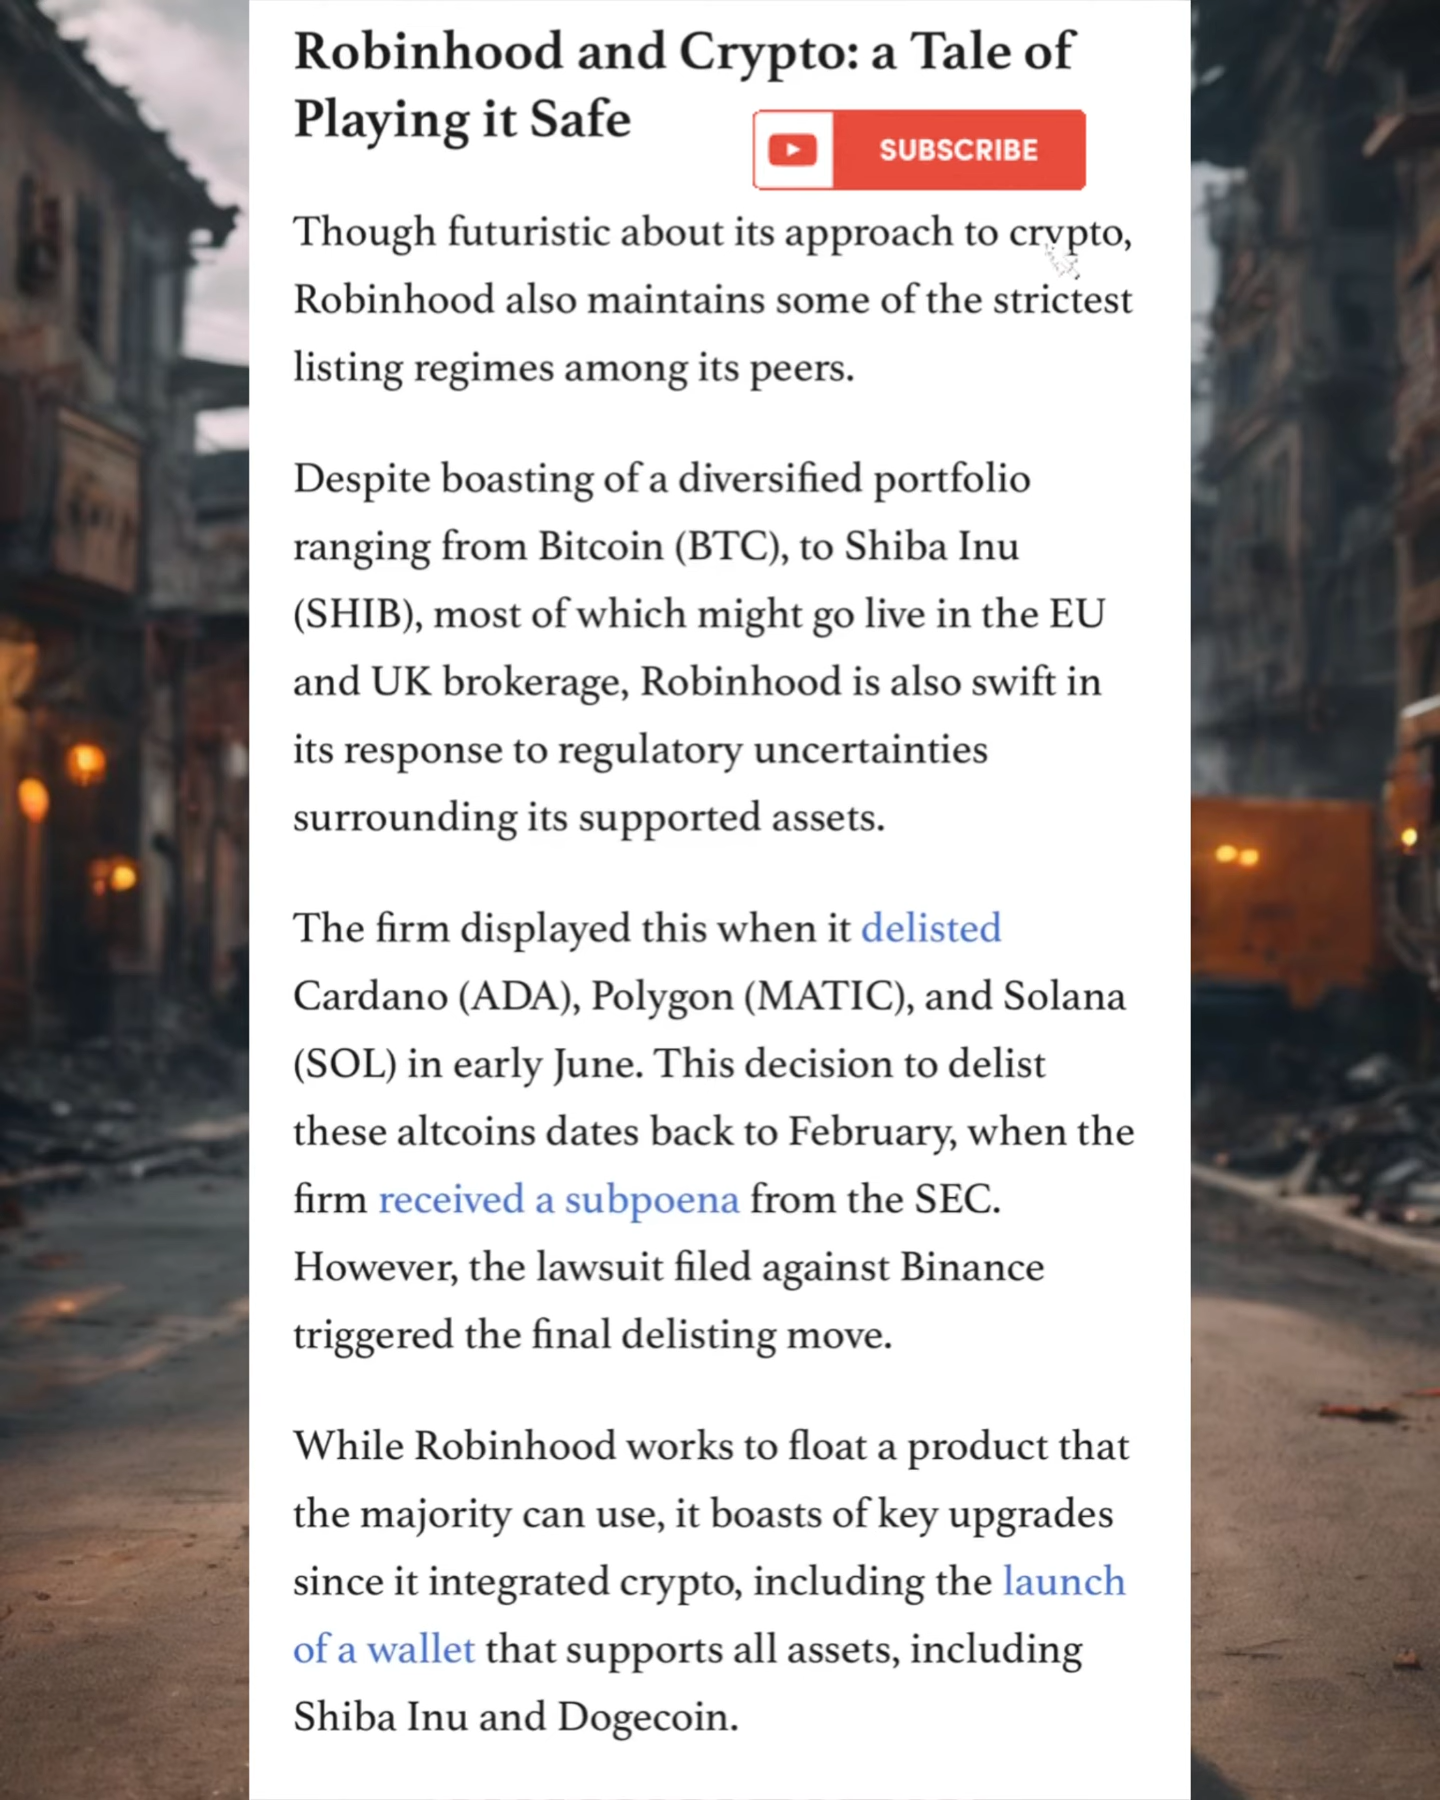 Robinhood and Crypto: a Tale of
Playing it Safe
SUBSCRIBE
Though futuristic about its approach to crypto,
Robinhood also maintains some of the strictest
listing regimes among its peers.
Despite boasting of a diversified portfolio
ranging from Bitcoin (BTC), to Shiba Inu
(SHIB), most of which might go live in the EU
and UK brokerage, Robinhood is also swift in
its response to regulatory uncertainties
surrounding its supported assets.
The firm displayed this when it delisted
Cardano (ADA), Polygon (MATIC), and Solana
(SOL) in early June. This decision to delist
these altcoins dates back to February, when the
firm received a subpoena from the SEC.
However, the lawsuit filed against Binance
triggered the final delisting move.
While Robinhood works to float a product that
the majority can use, it boasts of key upgrades
since it integrated crypto, including the launch
of a wallet that supports all assets, including
Shiba Inu and Dogecoin.